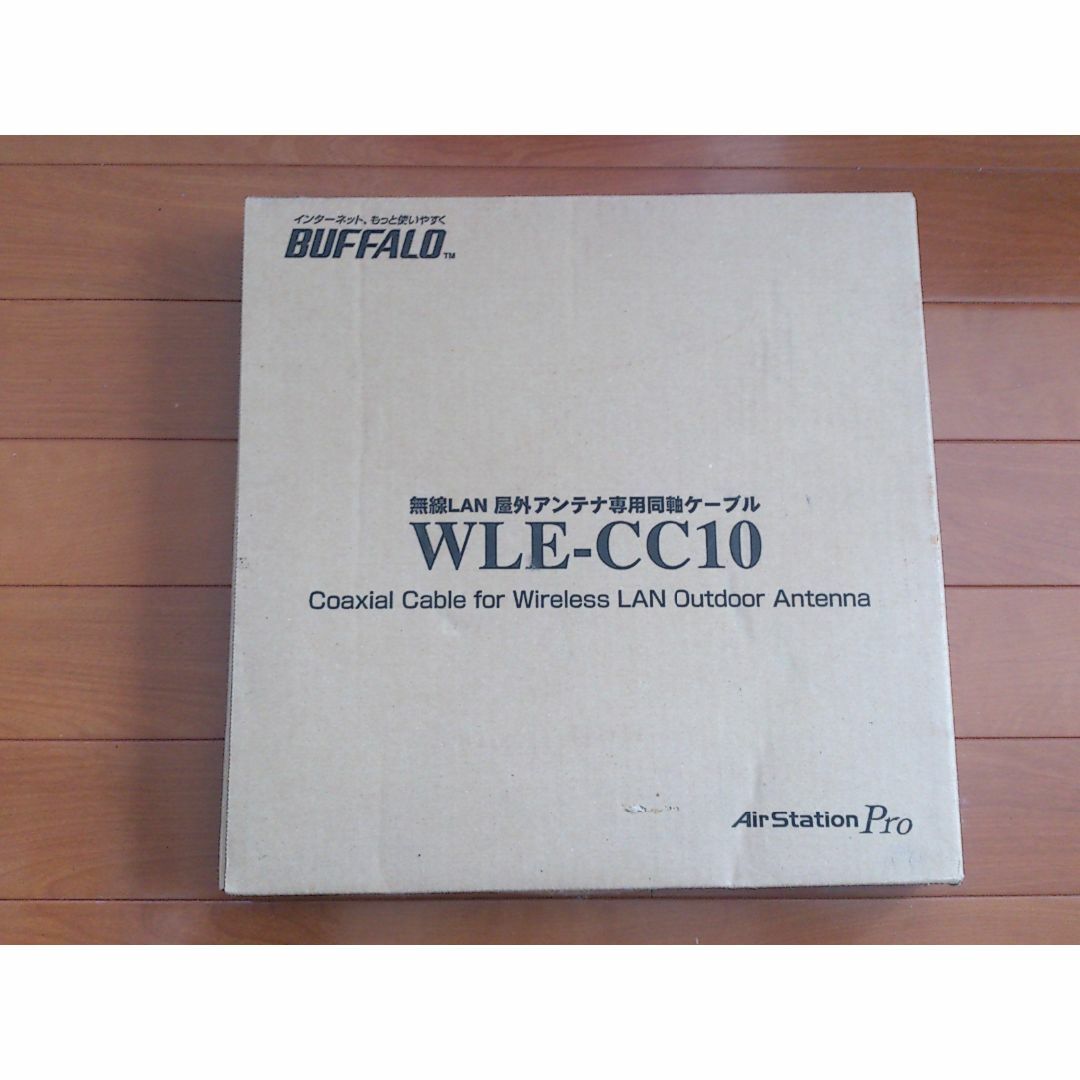 インターネット、もっと使いやすく
BUFFALO™
無線LAN 屋外アンテナ専用同軸ケーブル
WLE-CC10
Coaxial Cable for Wireless LAN Outdoor Antenna
AirStation Pro